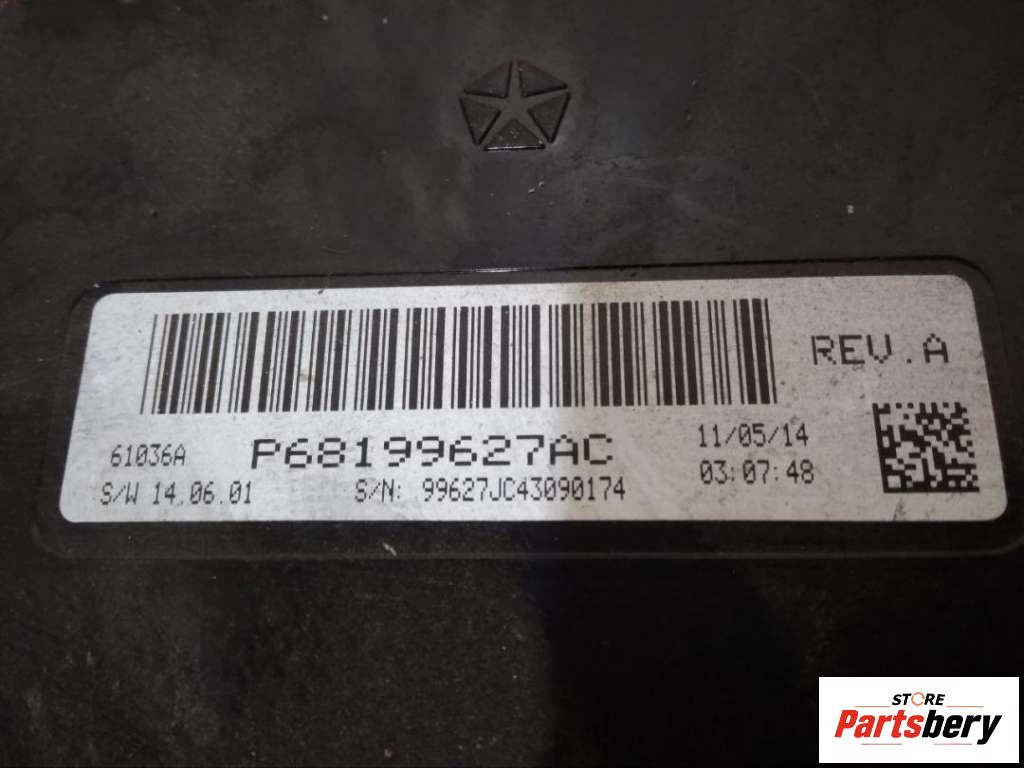 REV.A
61036A P68199627AC 11/05/14
S/W 14.06.01 S/N: 99627JC43090174 03:07:48
STORE
Partsbery